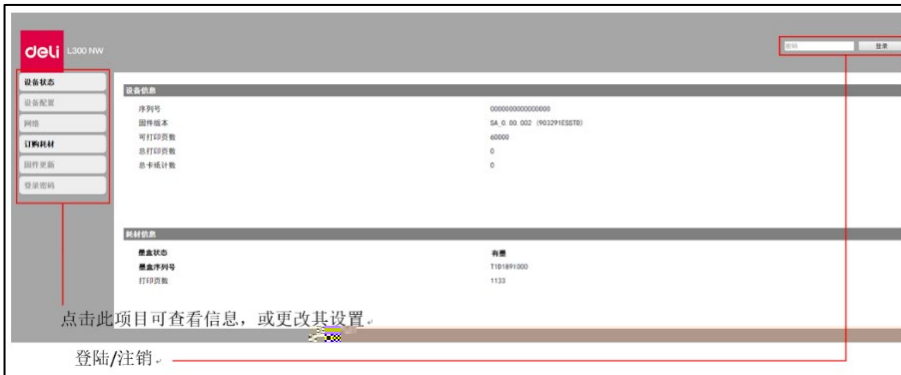 deli L300 NW
密码 登录
设备状态
设备配置
网络
订购耗材
固件更新
登录密码
设备信息
序列号 0000000000000000
固件版本
可打印页数 60000
总打印页数 0
总卡纸计数 0
耗材信息
墨盒状态 有墨
墨盒序列号 T1B1891000
打印页数 1133
点击此项目可查看信息，或更改其设置
登陆/注销